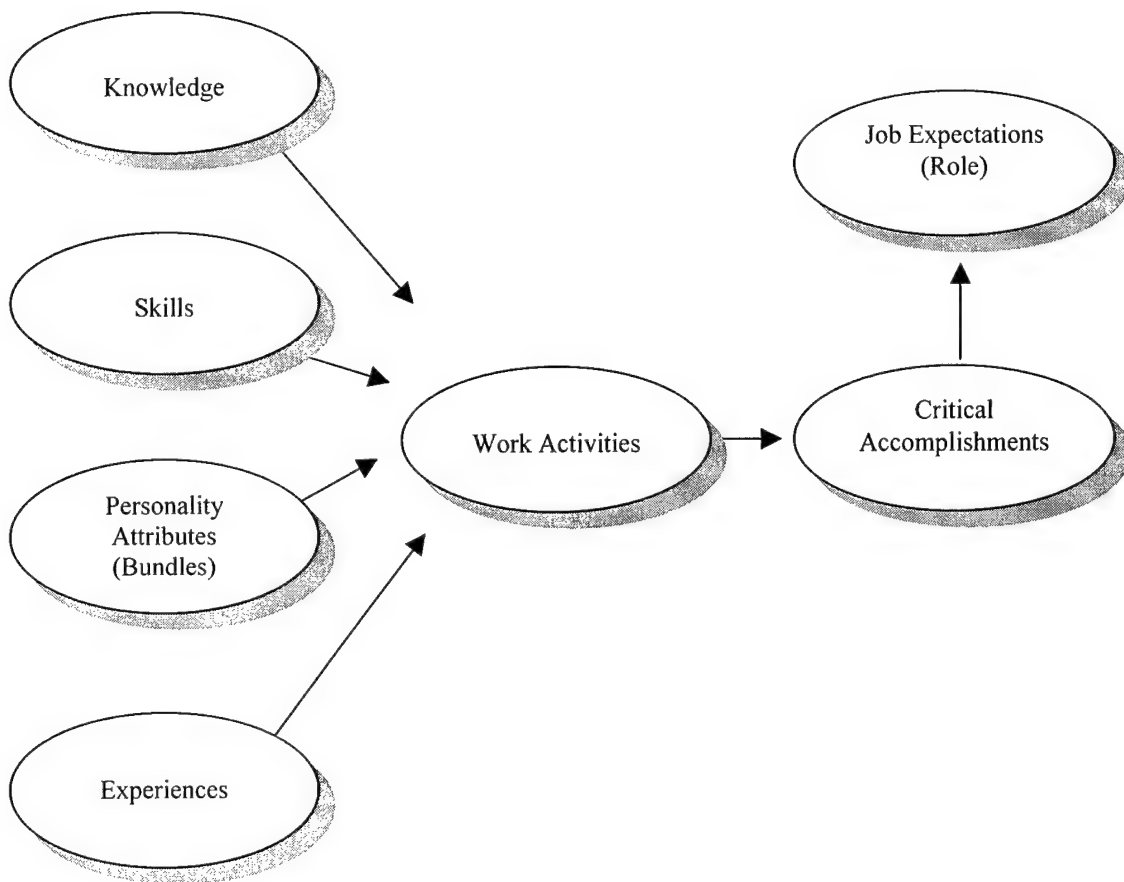 Knowledge
Skills
Personality
Attributes
(Bundles)
Experiences
Work Activities
Critical
Accomplishments
Job Expectations
(Role)